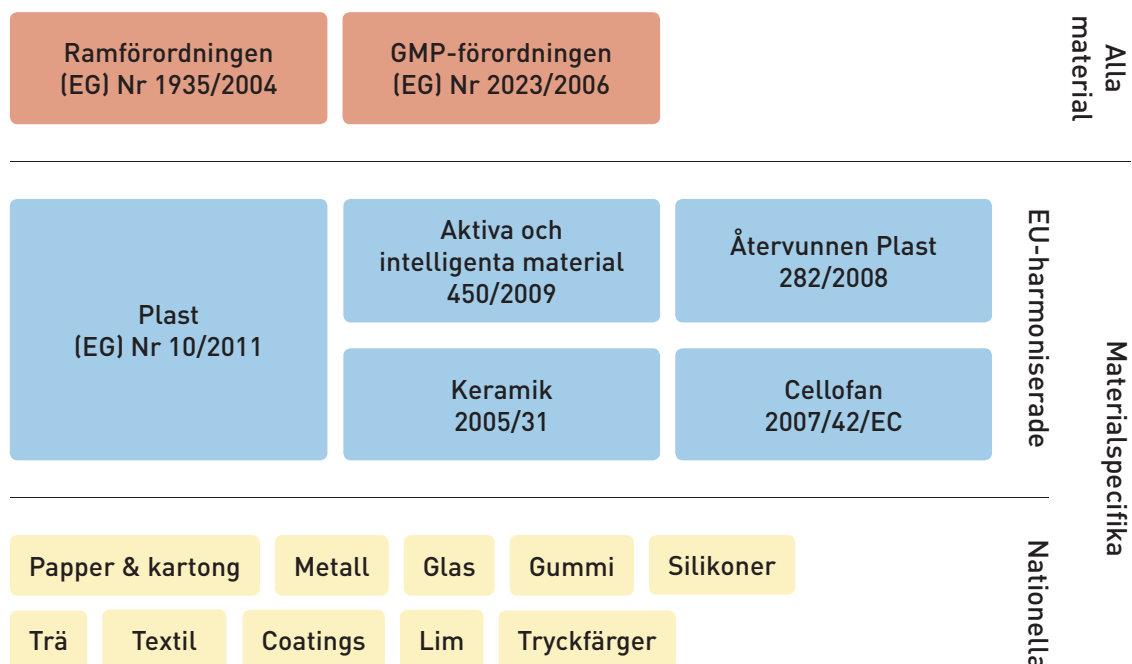 Ramförordningen
(EG) Nr 1935/2004
GMP-förordningen
(EG) Nr 2023/2006
Alla
material
Plast
(EG) Nr 10/2011
Aktiva och
intelligenta material
450/2009
Återvunnen Plast
282/2008
Keramik
2005/31
Cellofan
2007/42/EC
EU-harmoniserade
Materialspecifika
Papper & kartong
Metall
Glas
Gummi
Silikoner
Trä
Textil
Coatings
Lim
Tryckfärger
Nationella